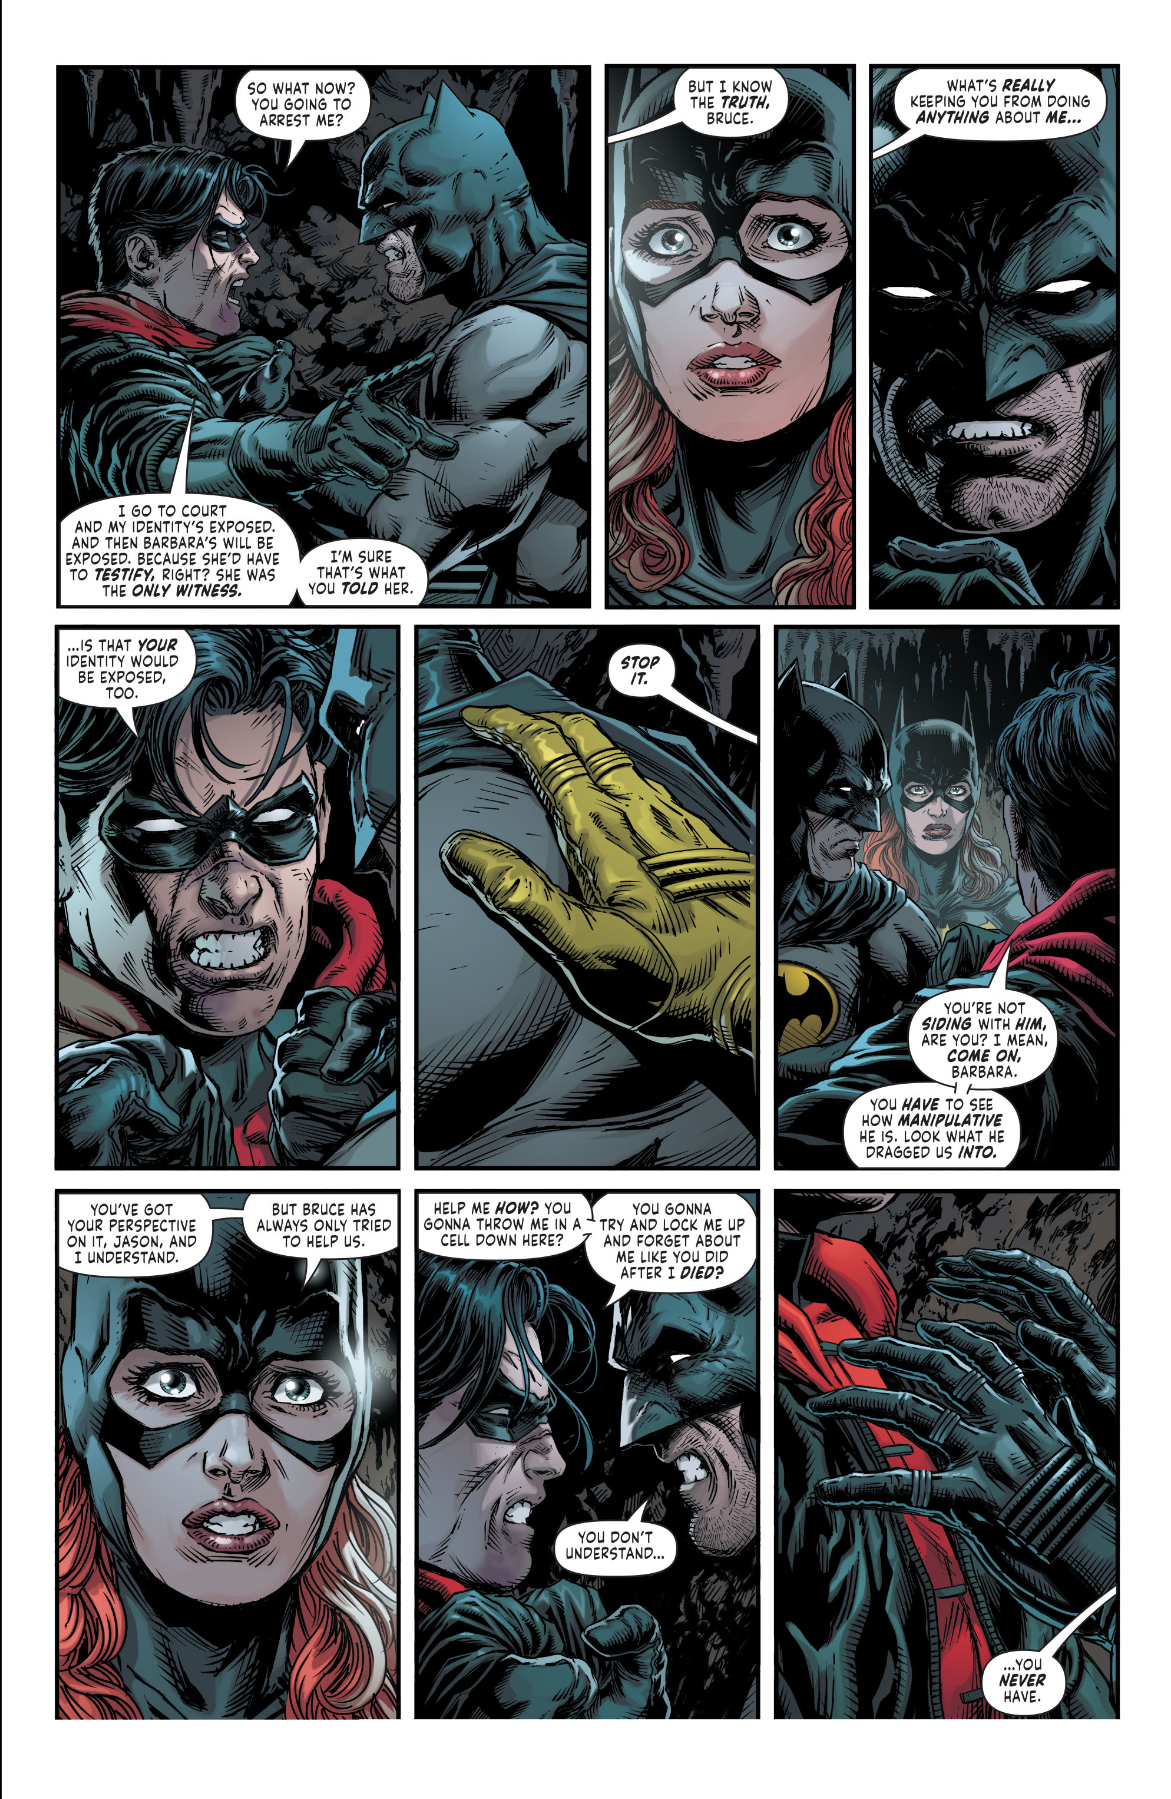 SO WHAT NOW?
YOU GOING TO
ARREST ME?
I GO TO COURT
AND MY IDENTITY'S EXPOSED.
AND THEN BARBARA'S WILL BE
EXPOSED. BECAUSE SHE'D HAVE
TO TESTIFY, RIGHT? SHE WAS
THE ONLY WITNESS.
I'M SURE
THAT'S WHAT
YOU TOLD HER.
BUT I KNOW
THE TRUTH,
BRUCE.
WHAT'S REALLY
KEEPING YOU FROM DOING
ANYTHING ABOUT ME...
...IS THAT YOUR
IDENTITY WOULD
BE EXPOSED,
TOO.
STOP
IT.
YOU'RE NOT
SIDING WITH HIM,
ARE YOU? I MEAN,
COME ON,
BARBARA.
YOU HAVE TO SEE
HOW MANIPULATIVE
HE IS. LOOK WHAT HE
DRAGGED US INTO.
YOU'VE GOT
YOUR PERSPECTIVE
ON IT, JASON, AND
I UNDERSTAND.
BUT BRUCE HAS
ALWAYS ONLY TRIED
TO HELP US.
HELP ME HOW? YOU
GONNA THROW ME IN A
CELL DOWN HERE?
YOU GONNA
TRY AND LOCK ME UP
AND FORGET ABOUT
ME LIKE YOU DID
AFTER I DIED?
YOU DON'T
UNDERSTAND...
...YOU
NEVER
HAVE.